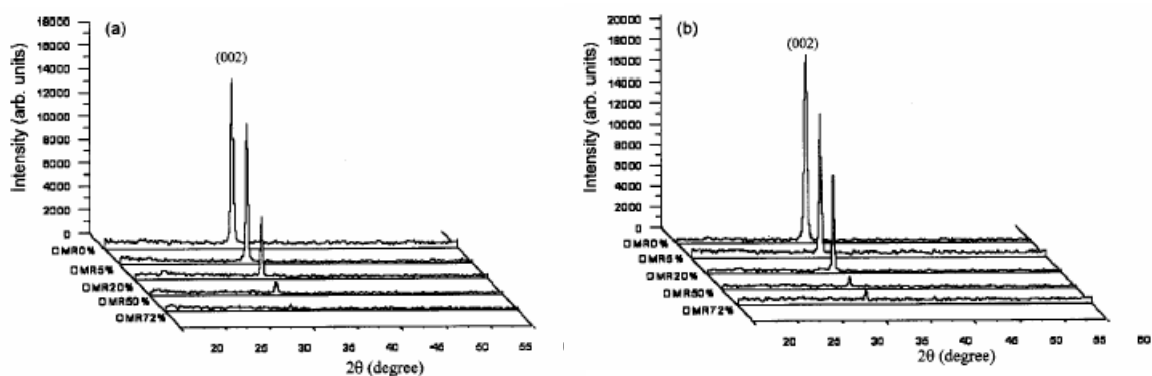 (a)
Intensity (arb. units)
18000
16000
14000
12000
10000
8000
6000
4000
2000
0
(002)
OMR0%
OMR5%
OMR20%
OMR50%
OMR72%
20 25 30 35 40 45 50 55
2θ (degree)
(b)
Intensity (arb. units)
20000
18000
16000
14000
12000
10000
8000
6000
4000
2000
0
(002)
OMR0%
OMR5%
OMR20%
OMR50%
OMR72%
20 25 30 35 40 45 50 55 60
2θ (degree)